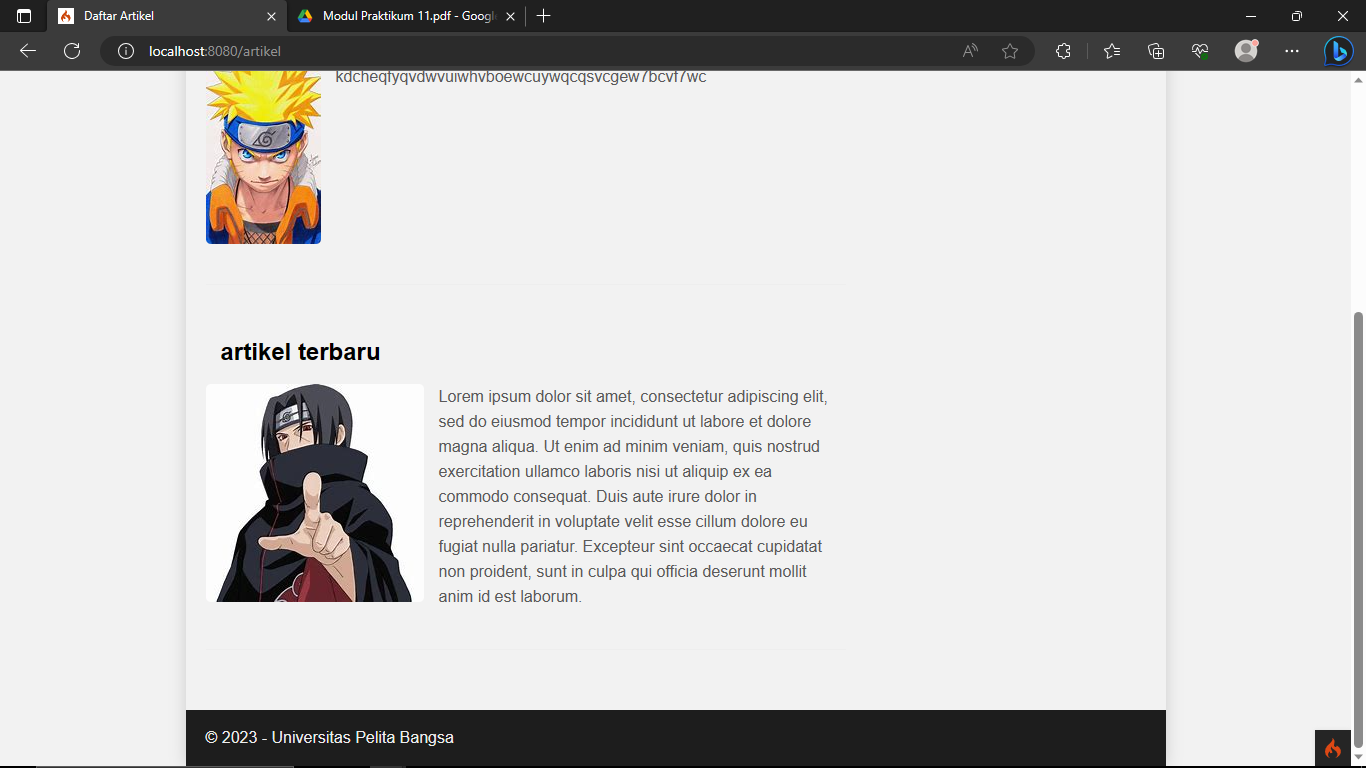 Daftar Artikel
Modul Praktikum 11.pdf - Googl
localhost:8080/artikel
kdcheqfyqvdwvuiwhvboewcuywqcqsvcgew7bcvf7wc
artikel terbaru
Lorem ipsum dolor sit amet, consectetur adipiscing elit,
sed do eiusmod tempor incididunt ut labore et dolore
magna aliqua. Ut enim ad minim veniam, quis nostrud
exercitation ullamco laboris nisi ut aliquip ex ea
commodo consequat. Duis aute irure dolor in
reprehenderit in voluptate velit esse cillum dolore eu
fugiat nulla pariatur. Excepteur sint occaecat cupidatat
non proident, sunt in culpa qui officia deserunt mollit
anim id est laborum.
© 2023 - Universitas Pelita Bangsa